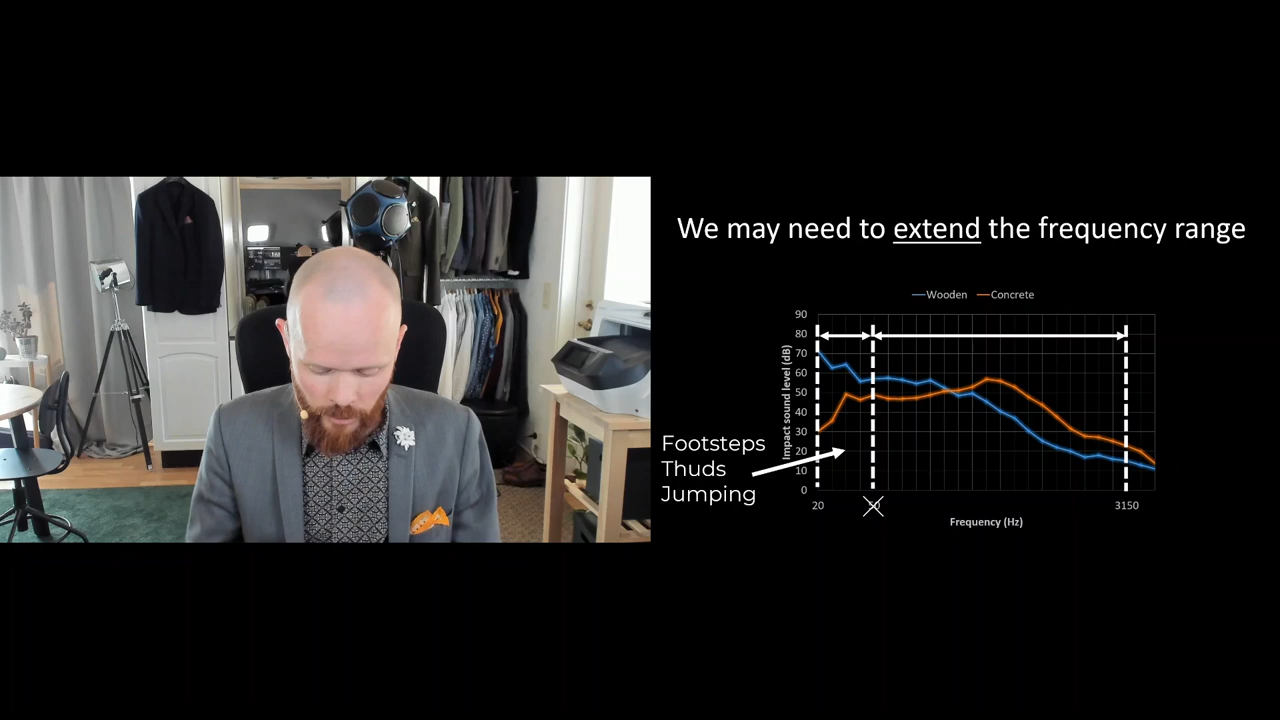 We may need to extend the frequency range
Wooden Concrete
90
80
70
60
50
40
30
20
10
0
Impact sound level (dB)
Footsteps
Thuds
Jumping
20 50 3150
Frequency (Hz)